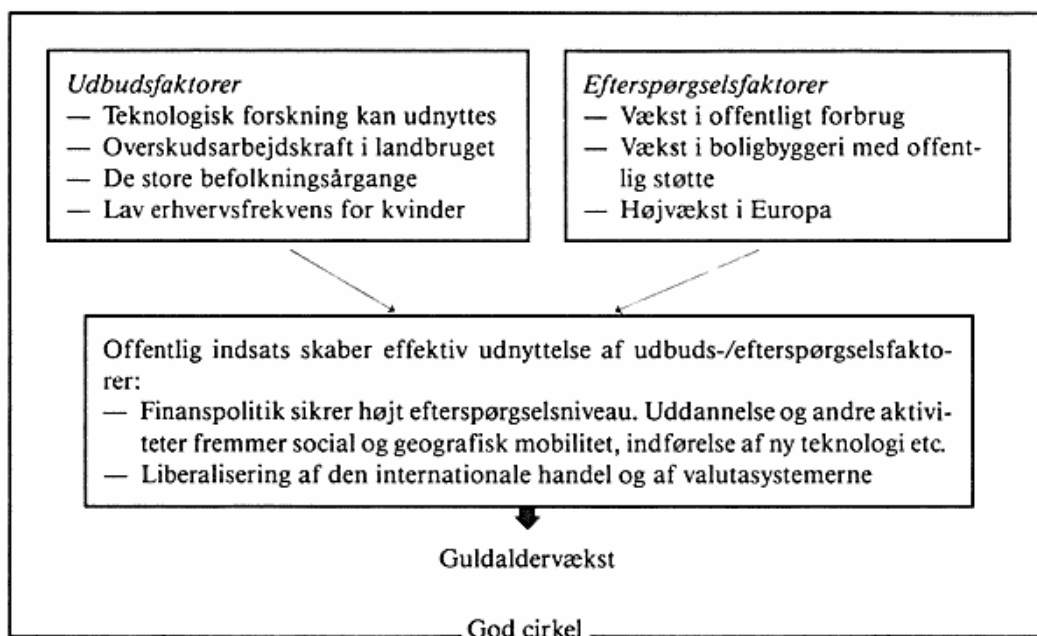 Udbudsfaktorer
— Teknologisk forskning kan udnyttes
— Overskudsarbejdskraft i landbruget
— De store befolkningsårgange
— Lav erhvervsfrekvens for kvinder
Efterspørgselsfaktorer
— Vækst i offentligt forbrug
— Vækst i boligbyggeri med offent-
lig støtte
— Højvækst i Europa
Offentlig indsats skaber effektiv udnyttelse af udbuds-/efterspørgselsfakto-
rer:
— Finanspolitik sikrer højt efterspørgselsniveau. Uddannelse og andre aktivi-
teter fremmer social og geografisk mobilitet, indførelse af ny teknologi etc.
— Liberalisering af den internationale handel og af valutasystemerne
Guldaldervækst
God cirkel